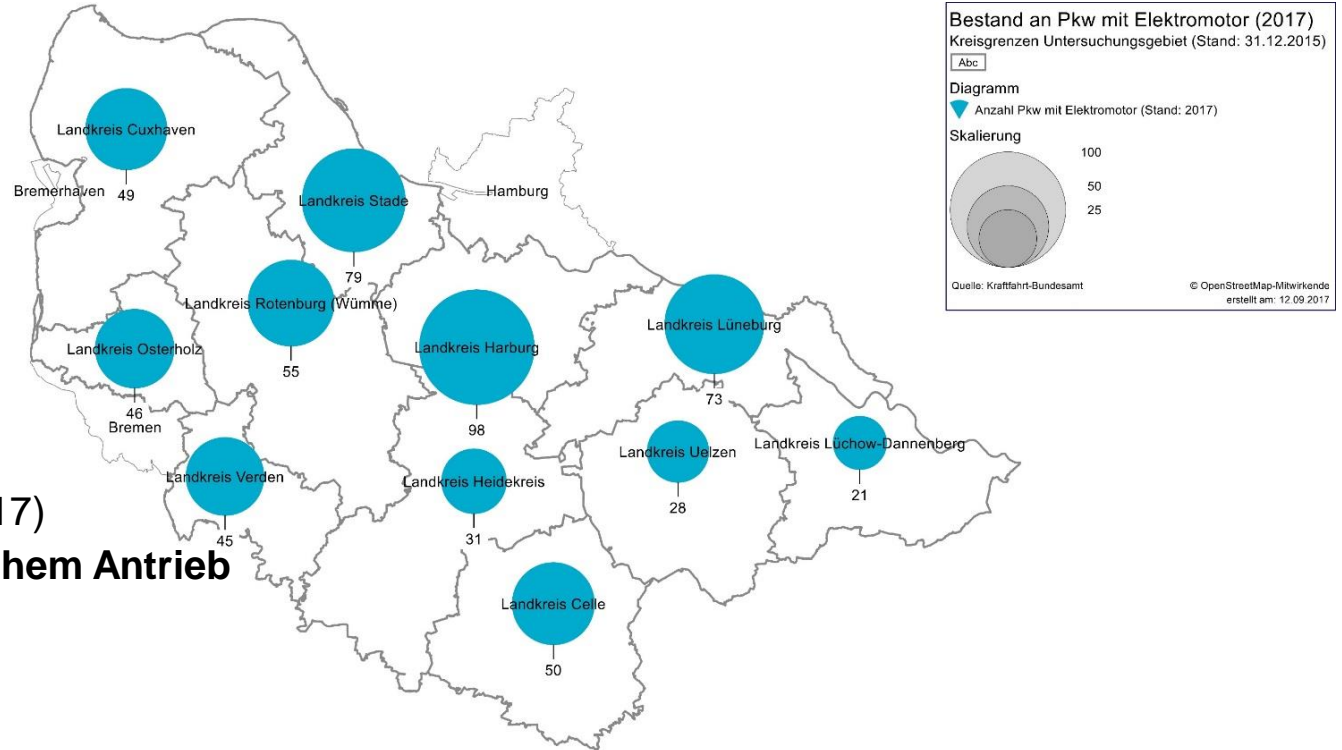 Landkreis Cuxhaven
49
Bremerhaven
Landkreis Stade
79
Hamburg
Landkreis Rotenburg (Wümme)
55
Landkreis Osterholz
46
Bremen
Landkreis Harburg
98
Landkreis Lüneburg
73
Landkreis Verden
45
Landkreis Heidekreis
31
Landkreis Uelzen
28
Landkreis Lüchow-Dannenberg
21
Landkreis Celle
50
17)
hem Antrieb
Bestand an Pkw mit Elektromotor (2017)
Kreisgrenzen Untersuchungsgebiet (Stand: 31.12.2015)
Abc
Diagramm
Anzahl Pkw mit Elektromotor (Stand: 2017)
Skalierung
100
50
25
Quelle: Kraftfahrt-Bundesamt
© OpenStreetMap-Mitwirkende
erstellt am: 12.09.2017